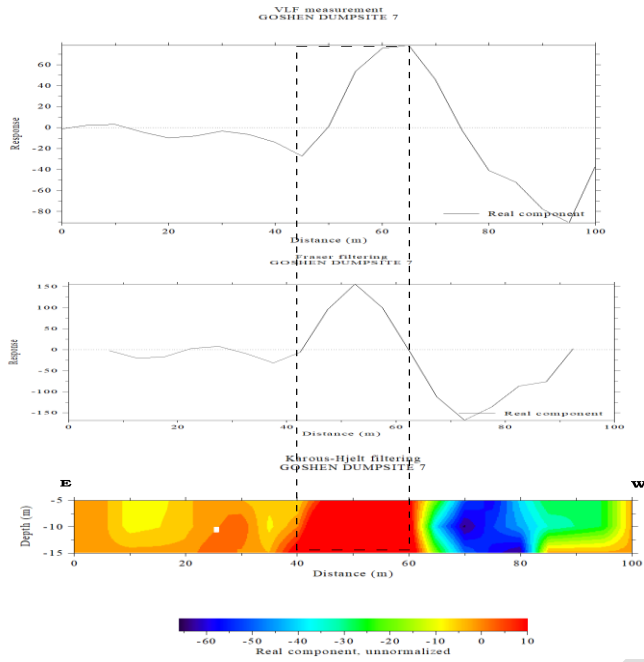 VLF measurement
GOSHEN DUMPSITE 7
60
40
20
0
-20
-40
-60
-80
Response
Real component
0 20 40 60 80 100
Distance (m)
Fraser filtering
GOSHEN DUMPSITE 7
150
100
50
0
-50
-100
-150
Response
Real component
0 20 40 60 80 100
Distance (m)
Karous-Hjelt filtering
GOSHEN DUMPSITE 7
E W
-5
-10
-15
Depth (m)
0 20 40 60 80 100
Distance (m)
-60 -50 -40 -30 -20 -10 0 10
Real component, unnormalized